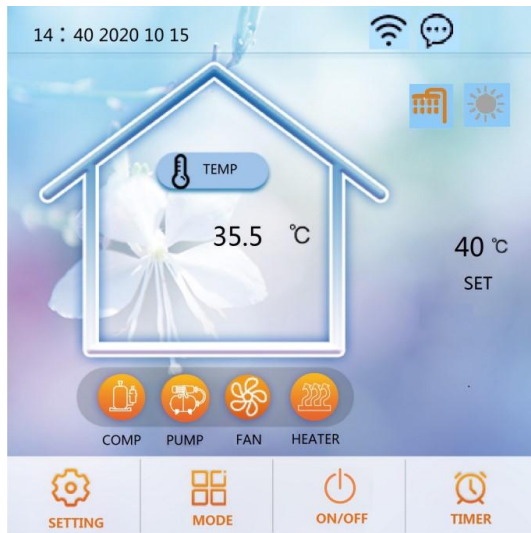 14：40 2020 10 15
TEMP
35.5 ℃
40 ℃
SET
COMP PUMP FAN HEATER
SETTING MODE ON/OFF TIMER